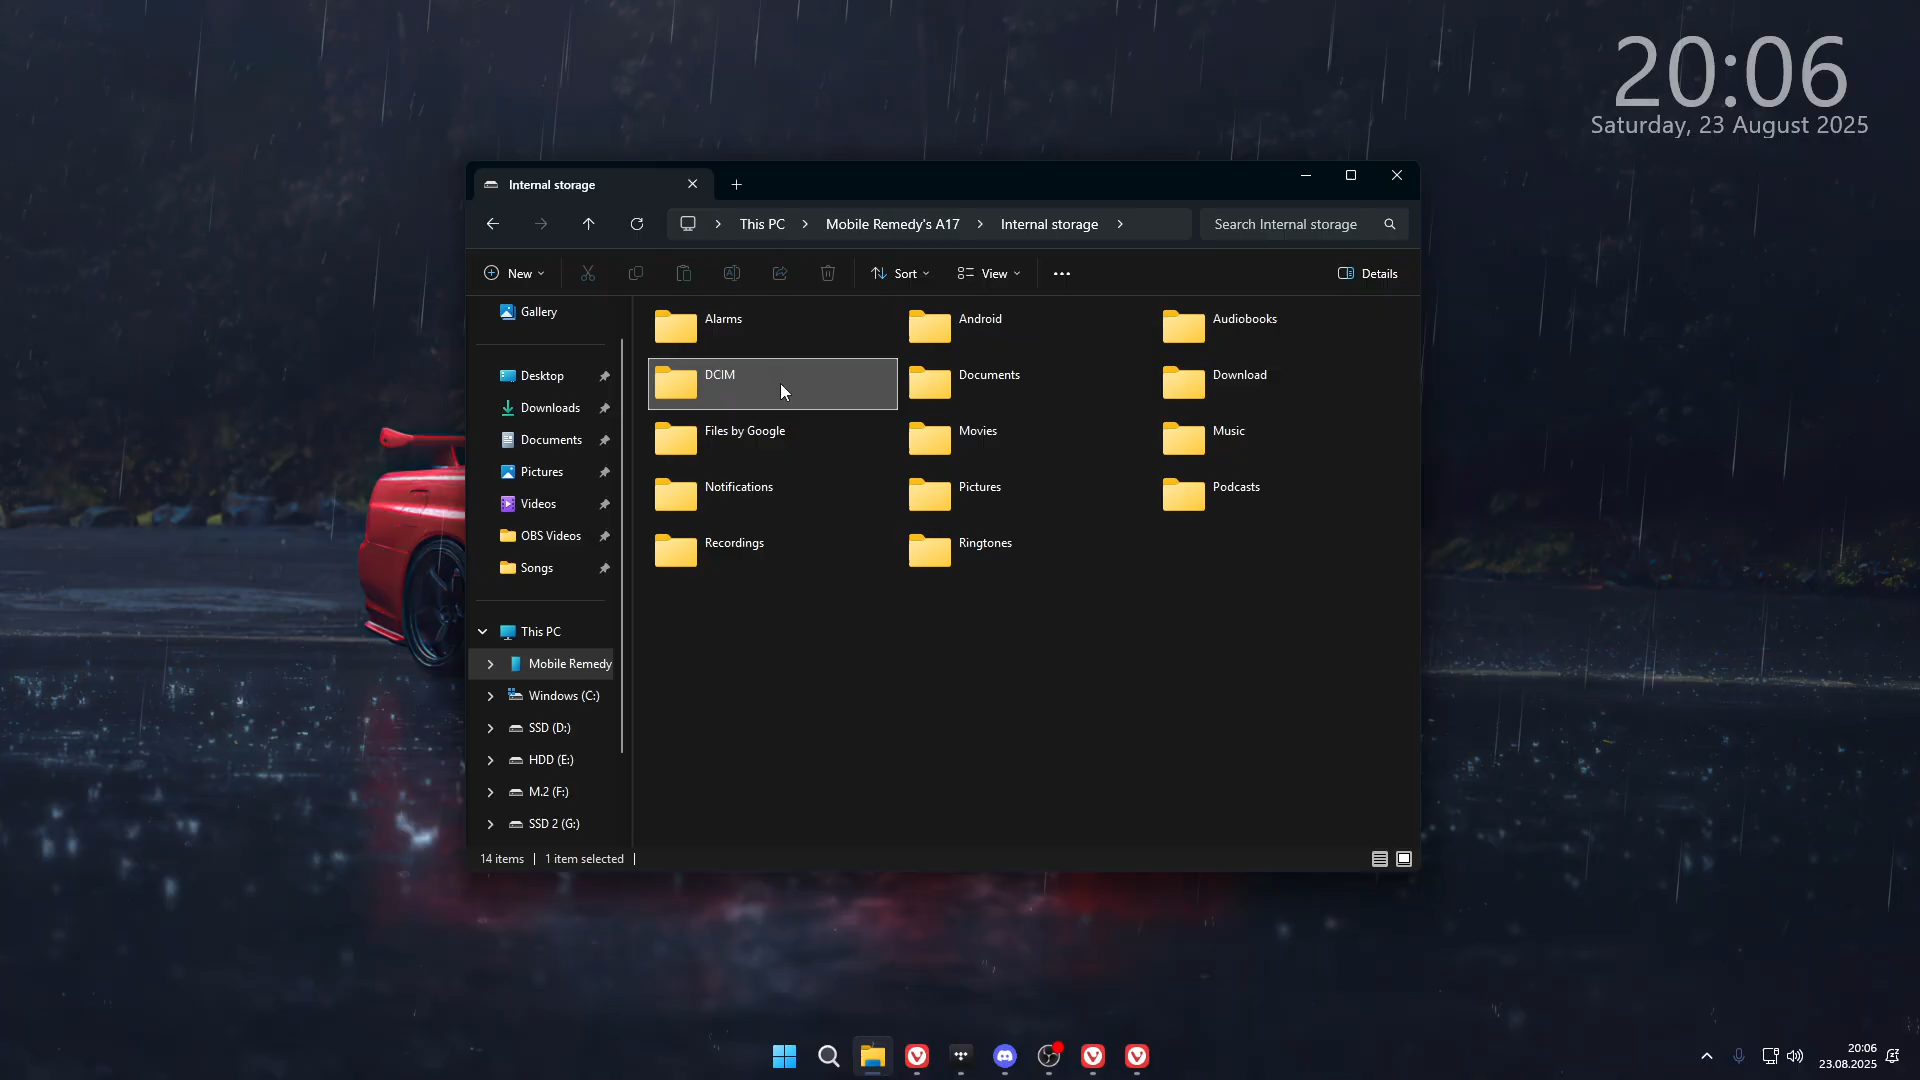 20:06
Saturday, 23 August 2025
Internal storage
This PC
Mobile Remedy's A17
Internal storage
Search Internal storage
New
Sort
View
Details
Gallery
Desktop
Downloads
Documents
Pictures
Videos
OBS Videos
Songs
This PC
Mobile Remedy
Windows (C:)
SSD (D:)
HDD (E:)
M.2 (F:)
SSD 2 (G:)
Alarms
Android
Audiobooks
DCIM
Documents
Download
Files by Google
Movies
Music
Notifications
Pictures
Podcasts
Recordings
Ringtones
14 items
1 item selected
20:06
23.08.2025